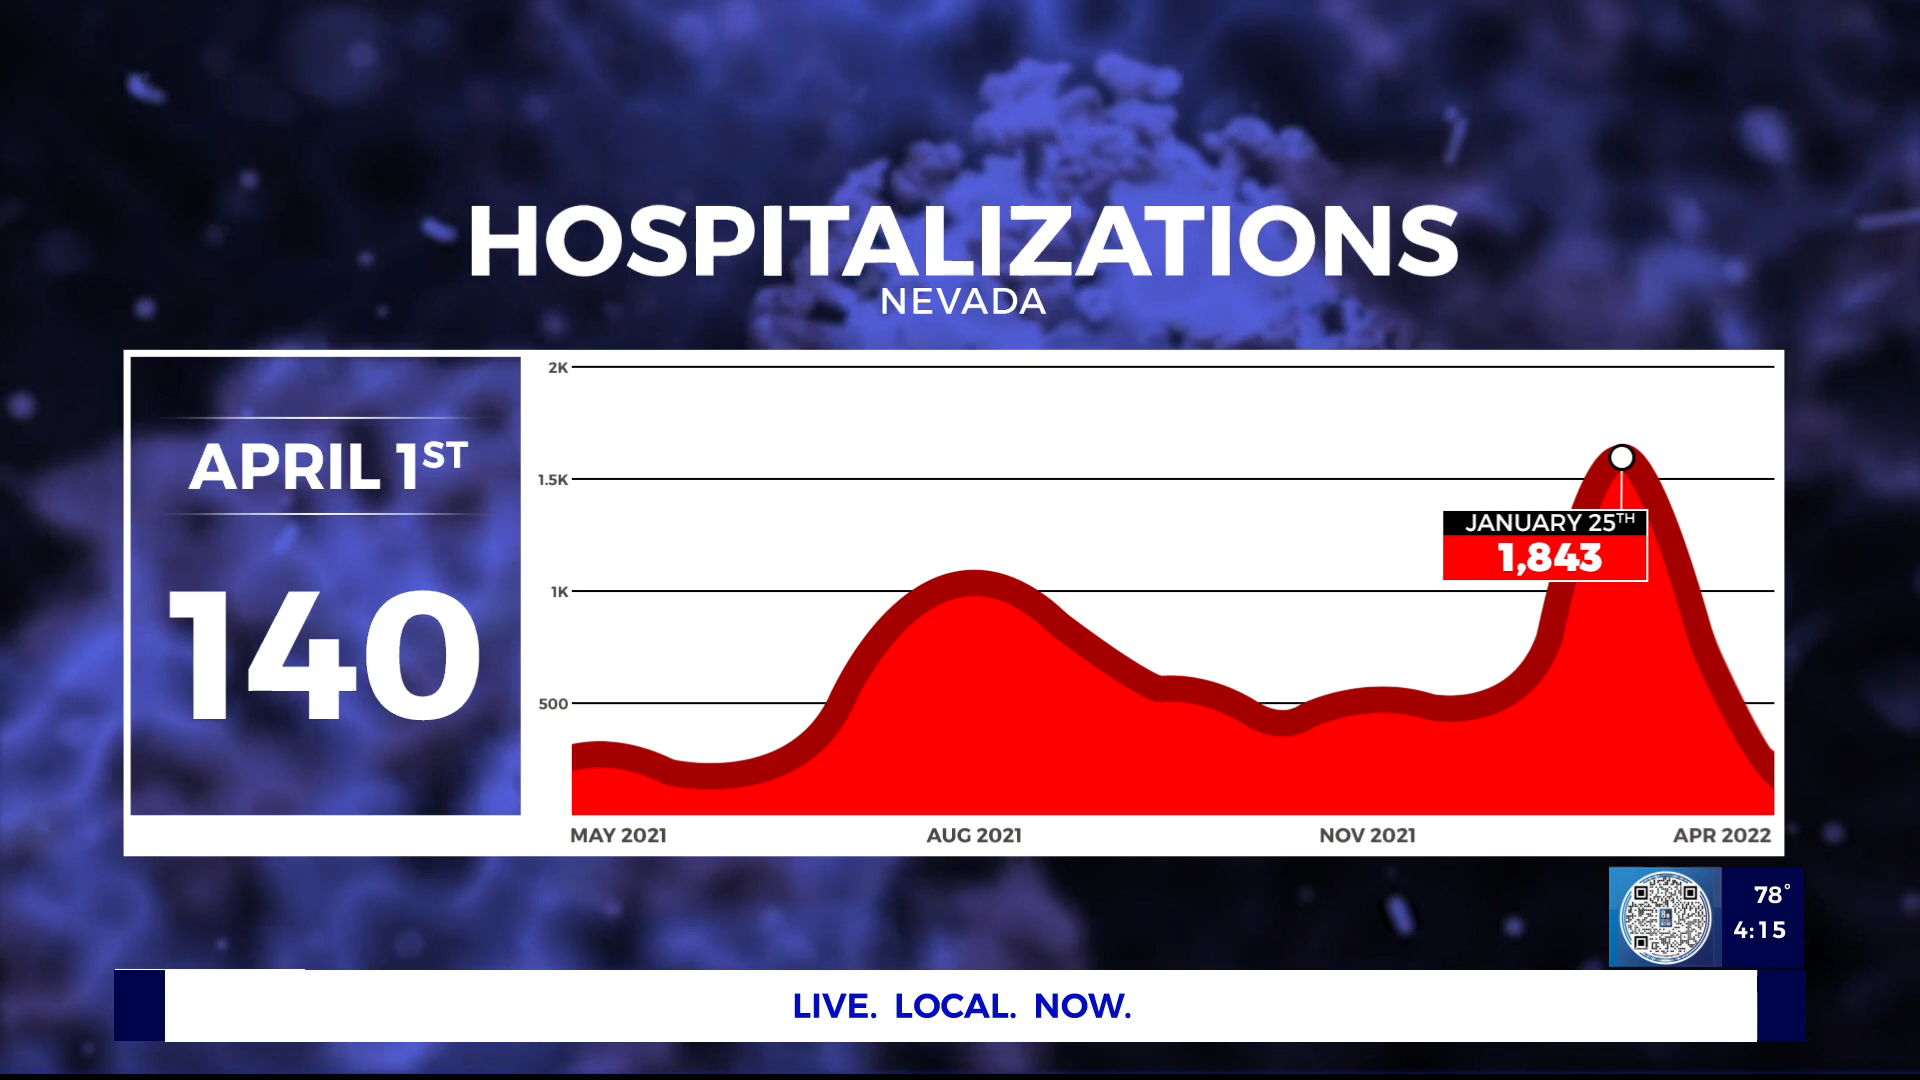 HOSPITALIZATIONS
NEVADA
APRIL 1ST
140
2K
1.5K
1K
500
JANUARY 25TH
1,843
MAY 2021
AUG 2021
NOV 2021
APR 2022
78°
4:15
LIVE. LOCAL. NOW.